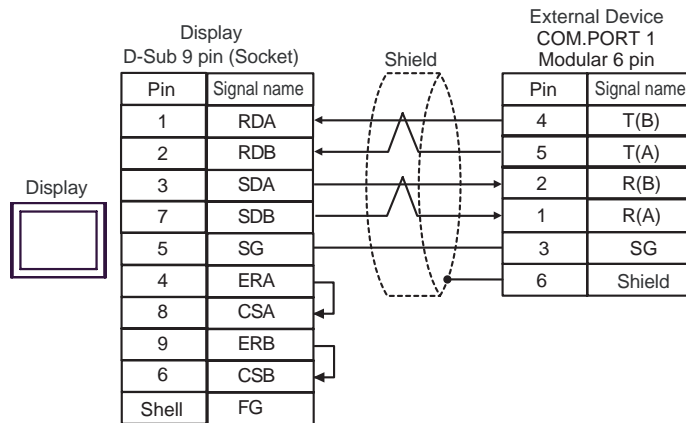 External Device
Display COM.PORT 1
D-Sub 9 pin (Socket) Shield Modular 6 pin
Pin Signal name Pin Signal name
1 RDA 4 T(B)
2 RDB 5 T(A)
Display 3 SDA 2 R(B)
7 SDB 1 R(A)
5 SG 3 SG
4 ERA 6 Shield
8 CSA
9 ERB
6 CSB
Shell FG